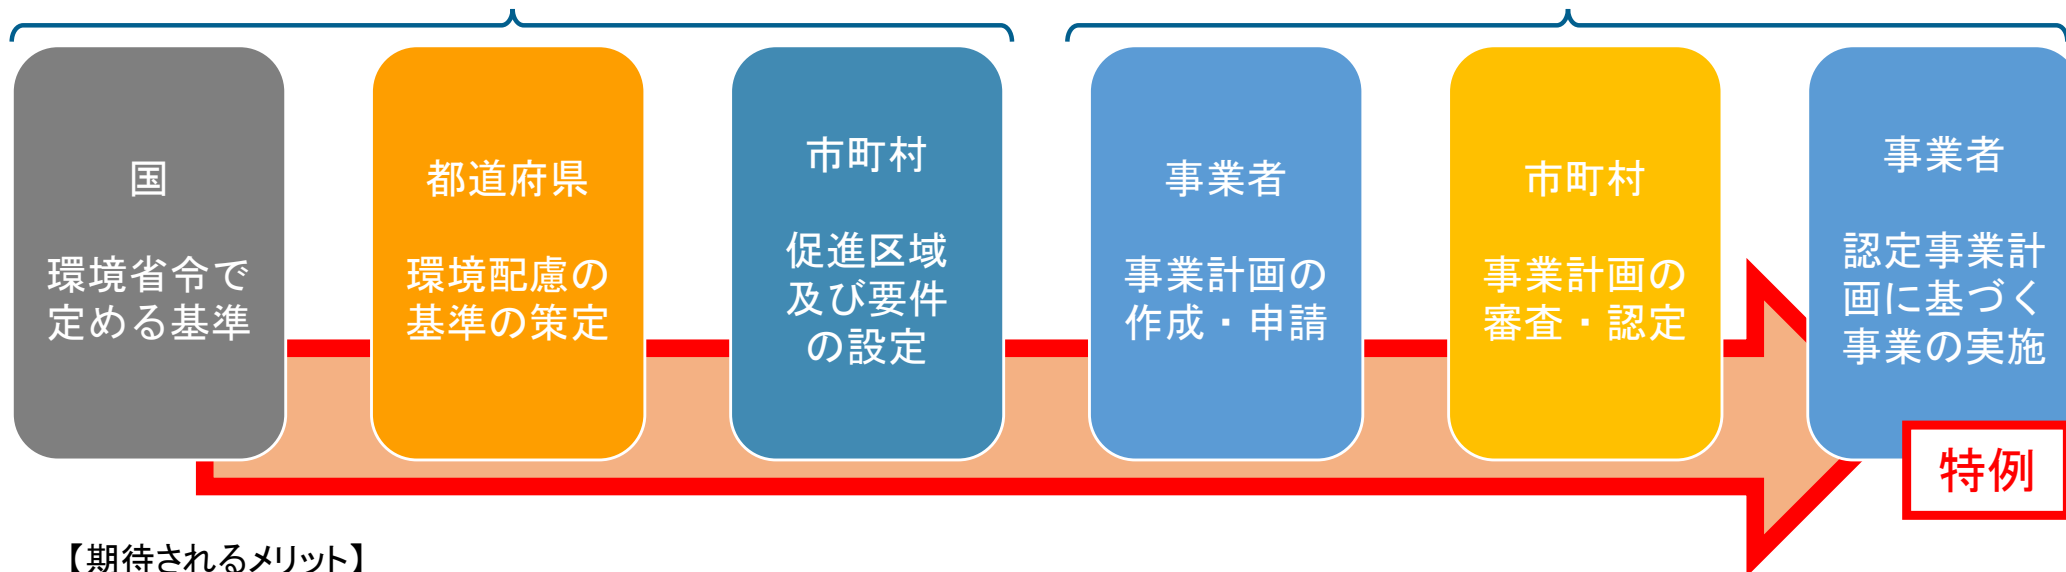 国
環境省令で
定める基準
都道府県
環境配慮の
基準の策定
市町村
促進区域
及び要件
の設定
事業者
事業計画の
作成・申請
市町村
事業計画の
審査・認定
事業者
認定事業計
画に基づく
事業の実施
特例
【期待されるメリット】